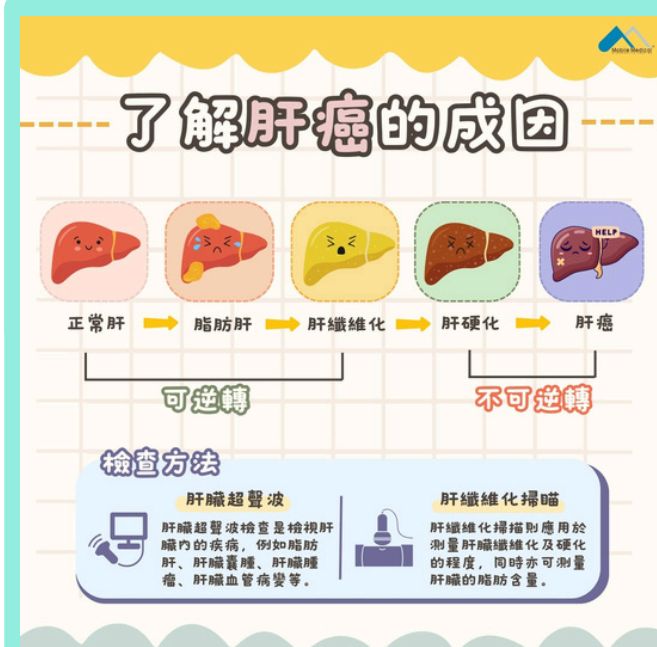 Mobile Medical
了解肝癌的成因
HELP
正常肝 脂肪肝 肝纖維化 肝硬化 肝癌
可逆轉 不可逆轉
檢查方法
肝臟超聲波
肝臟超聲波檢查是檢視肝
臟內的疾病，例如脂肪
肝、肝臟囊腫、肝臟腫
瘤、肝臟血管病變等。
肝纖維化掃瞄
肝纖維化掃描則應用於
測量肝臟纖維化及硬化
的程度，同時亦可測量
肝臟的脂肪含量。